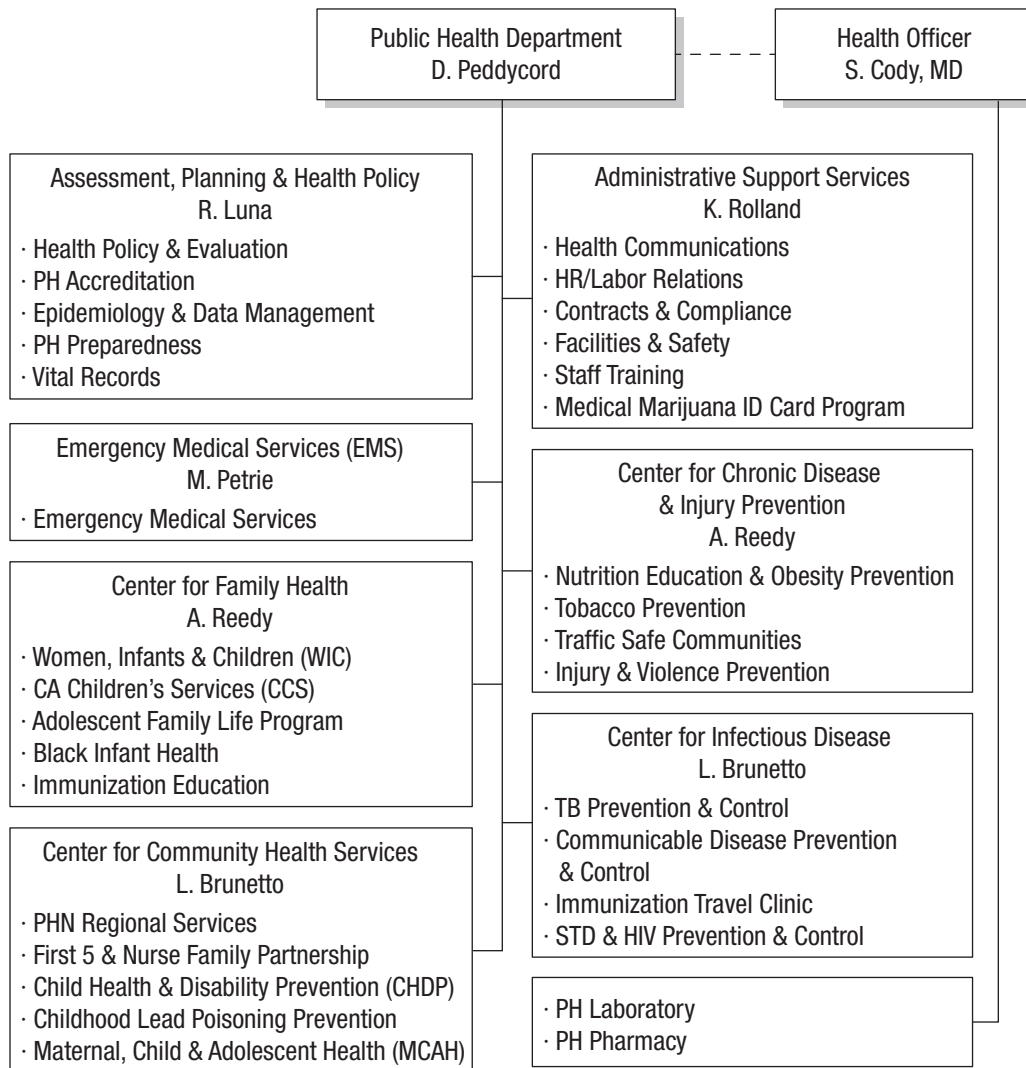 Public Health Department
D. Peddycord
Health Officer
S. Cody, MD
Assessment, Planning & Health Policy
R. Luna
· Health Policy & Evaluation
· PH Accreditation
· Epidemiology & Data Management
· PH Preparedness
· Vital Records
Administrative Support Services
K. Rolland
· Health Communications
· HR/Labor Relations
· Contracts & Compliance
· Facilities & Safety
· Staff Training
· Medical Marijuana ID Card Program
Emergency Medical Services (EMS)
M. Petrie
· Emergency Medical Services
Center for Chronic Disease
& Injury Prevention
A. Reedy
· Nutrition Education & Obesity Prevention
· Tobacco Prevention
· Traffic Safe Communities
· Injury & Violence Prevention
Center for Family Health
A. Reedy
· Women, Infants & Children (WIC)
· CA Children’s Services (CCS)
· Adolescent Family Life Program
· Black Infant Health
· Immunization Education
Center for Infectious Disease
L. Brunetto
· TB Prevention & Control
· Communicable Disease Prevention
& Control
· Immunization Travel Clinic
· STD & HIV Prevention & Control
Center for Community Health Services
L. Brunetto
· PHN Regional Services
· First 5 & Nurse Family Partnership
· Child Health & Disability Prevention (CHDP)
· Childhood Lead Poisoning Prevention
· Maternal, Child & Adolescent Health (MCAH)
· PH Laboratory
· PH Pharmacy